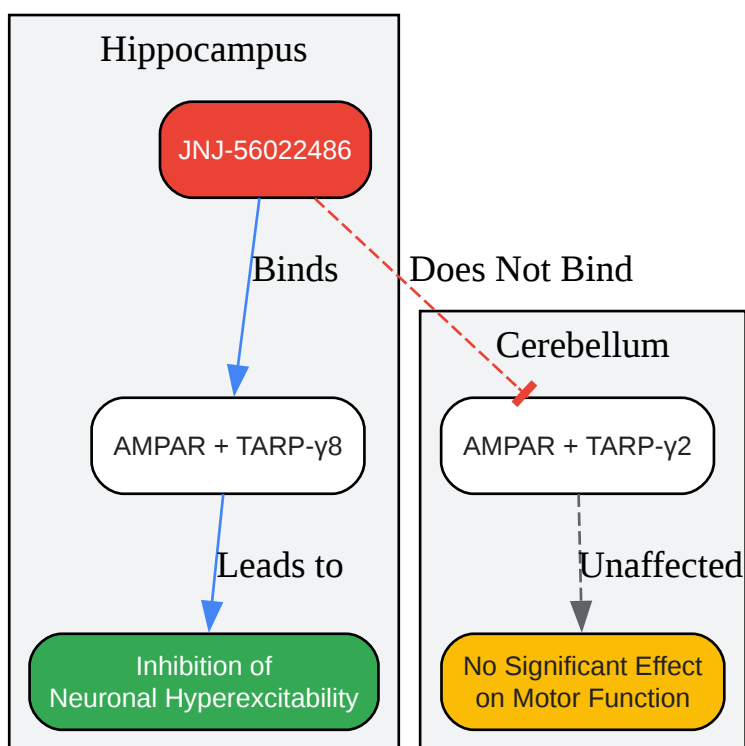 Hippocampus
JNJ-56022486
Binds
Does Not Bind
Cerebellum
AMPAR + TARP-γ8
AMPAR + TARP-γ2
Leads to
Unaffected
Inhibition of
Neuronal Hyperexcitability
No Significant Effect
on Motor Function